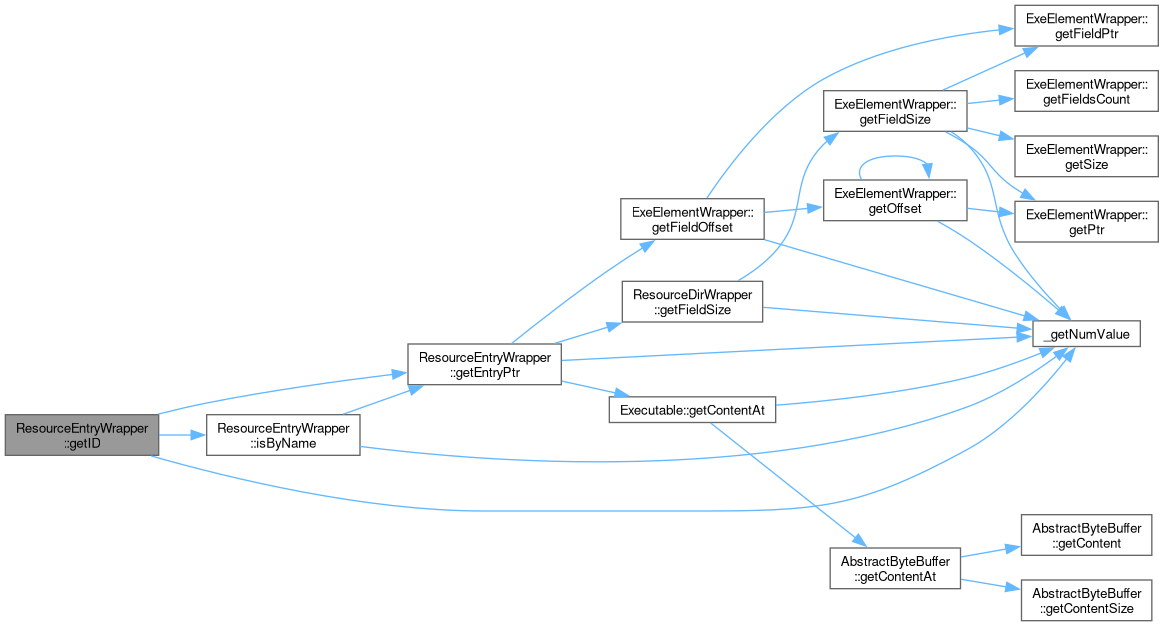 ResourceEntryWrapper
::getID
ResourceEntryWrapper
::isByName
ResourceEntryWrapper
::getEntryPtr
ExeElementWrapper::
getFieldOffset
ResourceDirWrapper
::getFieldSize
Executable::getContentAt
ExeElementWrapper::
getFieldSize
ExeElementWrapper::
getOffset
AbstractByteBuffer
::getContentAt
ExeElementWrapper::
getFieldPtr
ExeElementWrapper::
getFieldsCount
ExeElementWrapper::
getSize
ExeElementWrapper::
getPtr
_getNumValue
AbstractByteBuffer
::getContent
AbstractByteBuffer
::getContentSize